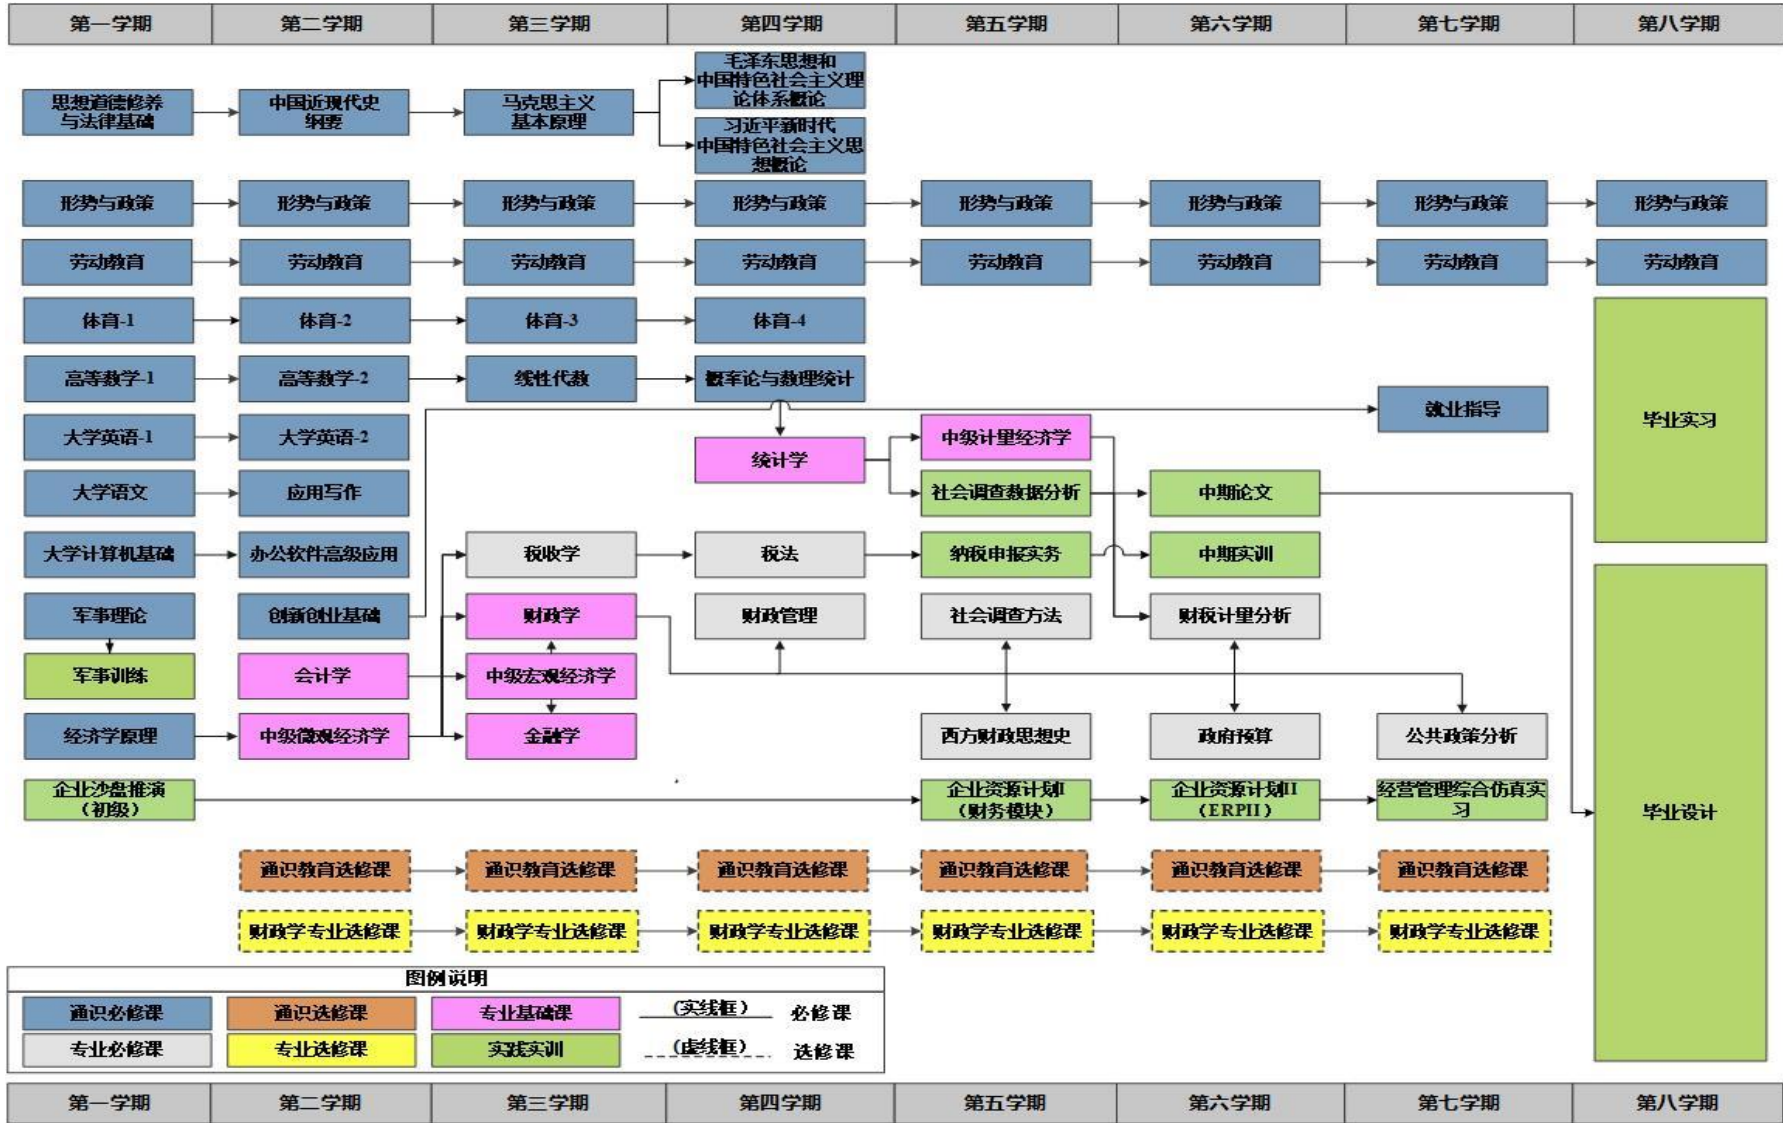 第一学期 第二学期 第三学期 第四学期 第五学期 第六学期 第七学期 第八学期
毛泽东思想和
中国特色社会主义理
论体系概论
思想道德修养
与法律基础
中国近现代史
纲要
马克思主义
基本原理
习近平新时代
中国特色社会主义思
想概论
形势与政策 形势与政策 形势与政策 形势与政策 形势与政策 形势与政策 形势与政策 形势与政策
劳动教育 劳动教育 劳动教育 劳动教育 劳动教育 劳动教育 劳动教育 劳动教育
体育-1 体育-2 体育-3 体育-4
高等数学-1 高等数学-2 线性代数 概率论与数理统计
就业指导
毕业实习
大学英语-1 大学英语-2 中级计量经济学
统计学
大学语文 应用写作 社会调查数据分析 中期论文
大学计算机基础 办公软件高级应用 税收学 税法 纳税申报实务 中期实训
军事理论 创新创业基础 财政学 财政管理 社会调查方法 财税计量分析
军事训练 会计学 中级宏观经济学
经济学原理 中级微观经济学 金融学 西方财政思想史 政府预算 公共政策分析
企业沙盘推演
（初级）
企业资源计划I
（财务模块）
企业资源计划II
（ERPII）
经营管理综合仿真实
习
毕业设计
通识教育选修课 通识教育选修课 通识教育选修课 通识教育选修课 通识教育选修课 通识教育选修课
财政学专业选修课 财政学专业选修课 财政学专业选修课 财政学专业选修课 财政学专业选修课 财政学专业选修课
图例说明
通识必修课 通识选修课 专业基础课 (实线框) 必修课
专业必修课 专业选修课 实践实训 (虚线框) 选修课
第一学期 第二学期 第三学期 第四学期 第五学期 第六学期 第七学期 第八学期